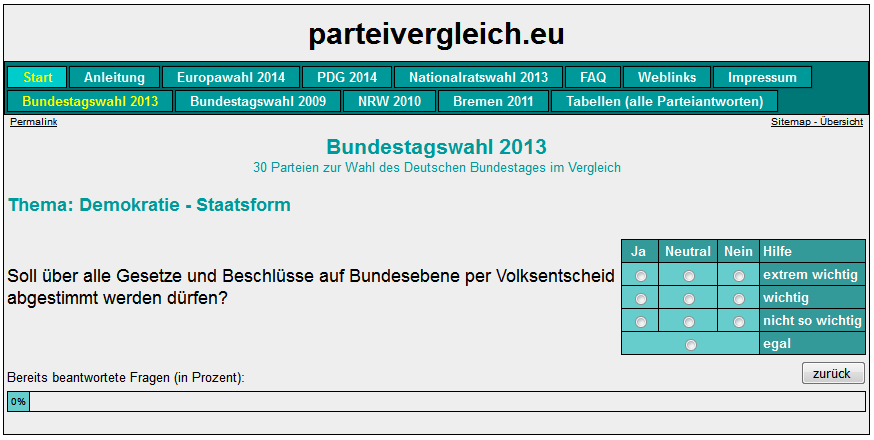 parteivergleich.eu
Start Anleitung Europawahl 2014 PDG 2014 Nationalratswahl 2013 FAQ Weblinks Impressum
Bundestagswahl 2013 Bundestagswahl 2009 NRW 2010 Bremen 2011 Tabellen (alle Parteiantworten)
Permalink Sitemap - Übersicht
Bundestagswahl 2013
30 Parteien zur Wahl des Deutschen Bundestages im Vergleich
Thema: Demokratie - Staatsform
Soll über alle Gesetze und Beschlüsse auf Bundesebene per Volksentscheid
abgestimmt werden dürfen?
Ja Neutral Nein Hilfe
extrem wichtig
wichtig
nicht so wichtig
egal
zurück
Bereits beantwortete Fragen (in Prozent):
0%